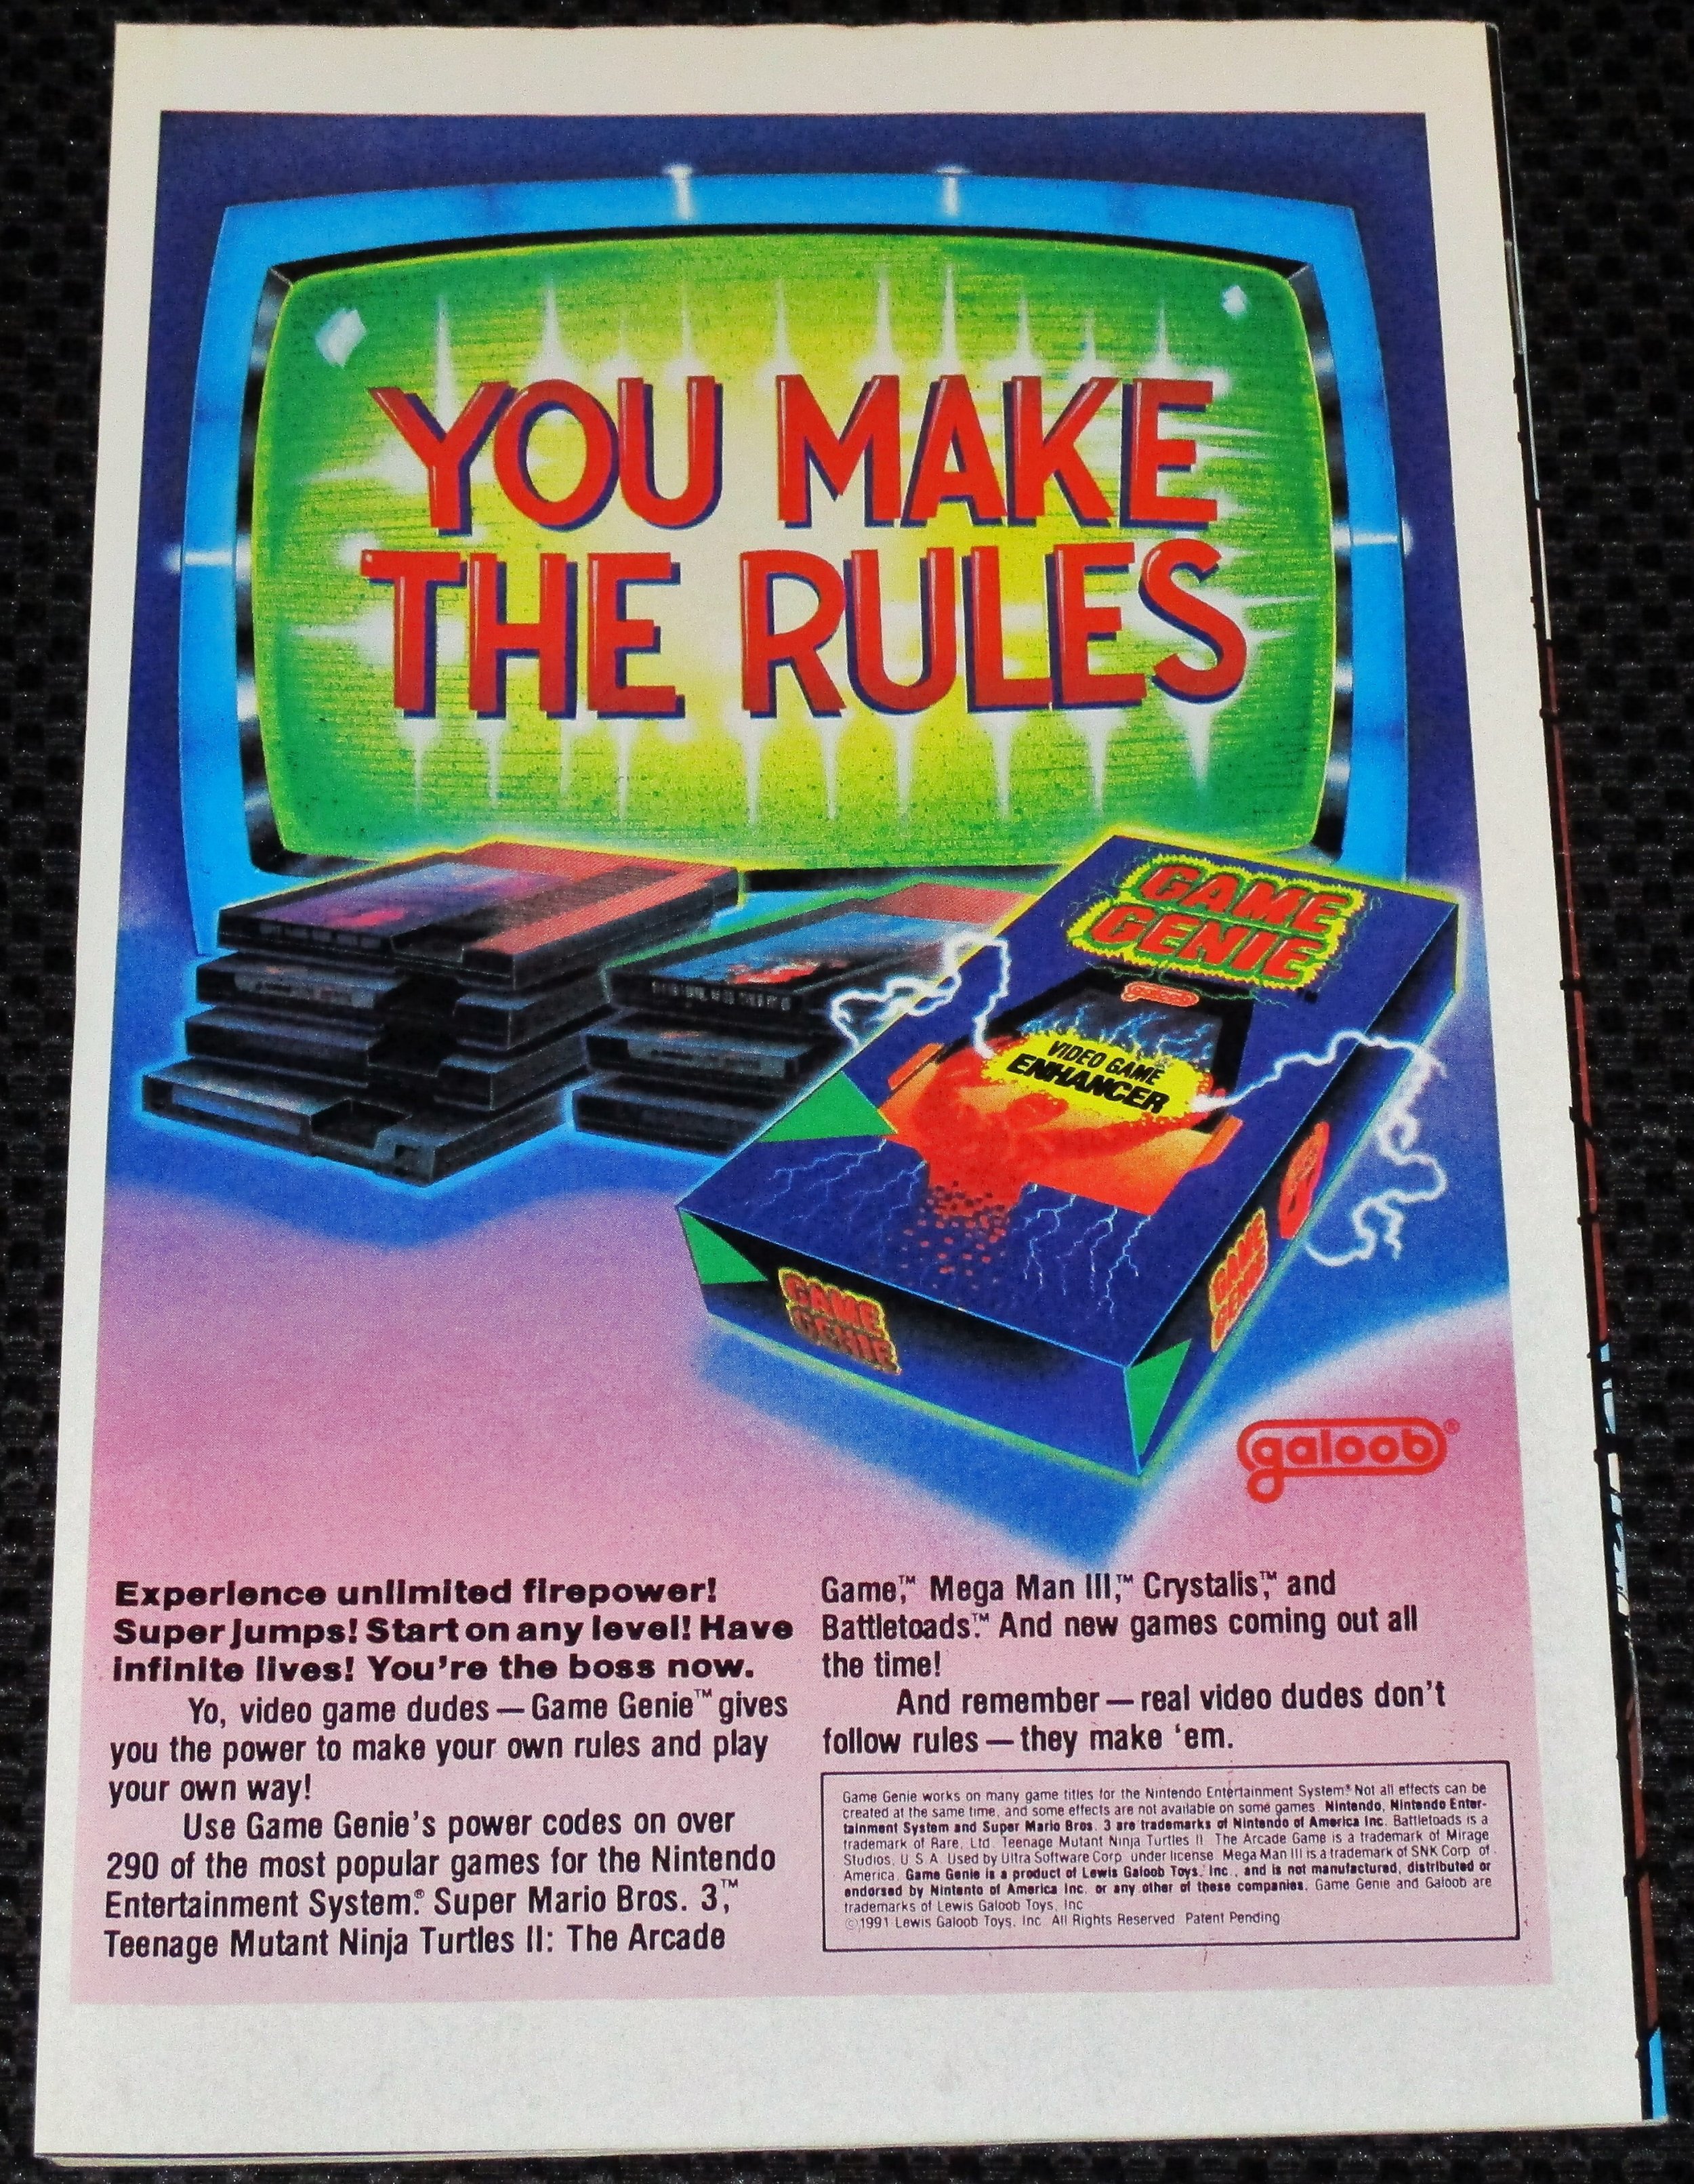 YOU MAKE
THE RULES
GAME
GENIE
galoob
VIDEO GAME
ENHANCER
GAME
GENIE
GAME
GENIE
galoob®
Experience unlimited firepower!
Super jumps! Start on any level! Have
infinite lives! You're the boss now.
Yo, video game dudes — Game Genie™ gives
you the power to make your own rules and play
your own way!
Use Game Genie's power codes on over
290 of the most popular games for the Nintendo
Entertainment System.® Super Mario Bros. 3,™
Teenage Mutant Ninja Turtles II: The Arcade
Game,™ Mega Man III,™ Crystalis,™ and
Battletoads.™ And new games coming out all
the time!
And remember — real video dudes don't
follow rules — they make 'em.
Game Genie works on many game titles for the Nintendo Entertainment System.® Not all effects can be
created at the same time, and some effects are not available on some games. Nintendo, Nintendo Enter-
tainment System and Super Mario Bros. 3 are trademarks of Nintendo of America Inc. Battletoads is a
trademark of Rare, Ltd. Teenage Mutant Ninja Turtles II: The Arcade Game is a trademark of Mirage
Studios, U.S.A. Used by Ultra Software Corp. under license. Mega Man III is a trademark of SNK Corp. of
America. Game Genie is a product of Lewis Galoob Toys, Inc., and is not manufactured, distributed or
endorsed by Nintento of America Inc. or any other of these companies. Game Genie and Galoob are
trademarks of Lewis Galoob Toys, Inc.
©1991 Lewis Galoob Toys, Inc. All Rights Reserved. Patent Pending.